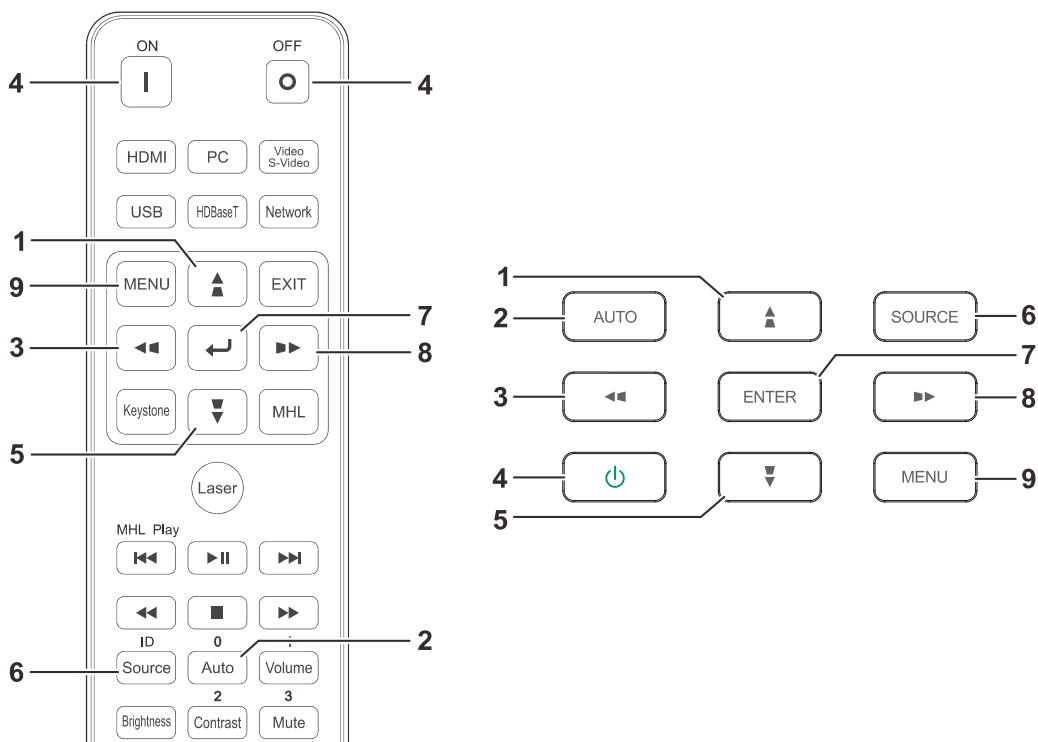 ON OFF
4 4
HDMI PC Video
S-Video
USB HDBaseT Network
1
MENU EXIT
9
7
3 8
Keystone MHL
5
Laser
MHL Play
ID 0
2
6 Source Auto Volume
2 3
Brightness Contrast Mute
1
2 AUTO SOURCE 6
7
3 ENTER 8
4 MENU 9
5